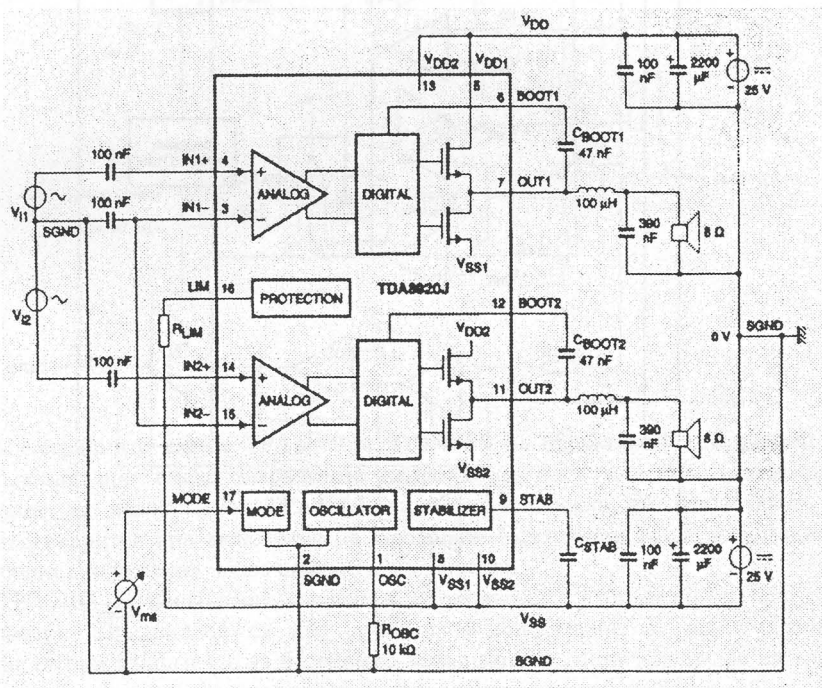 VDD
VDD2
VDD1
13
5
100 nF
2200 µF
25 V
6 BOOT1
CBOOT1
47 nF
100 nF
IN1+
4
ANALOG
DIGITAL
7 OUT1
100 µH
390 nF
8 Ω
Vi1
100 nF
IN1–
3
SGND
VSS1
LIM
16
PROTECTION
TDA8920J
RLIM
12 BOOT2
VDD2
CBOOT2
47 nF
SGND
0 V
Vi2
100 nF
IN2+
14
ANALOG
DIGITAL
11 OUT2
100 µH
390 nF
8 Ω
IN2–
15
VSS2
MODE
17
MODE
OSCILLATOR
STABILIZER
9 STAB
CSTAB
100 nF
2200 µF
25 V
2
SGND
1
OSC
8
VSS1
10
VSS2
Vms
VSS
ROSC
10 kΩ
SGND